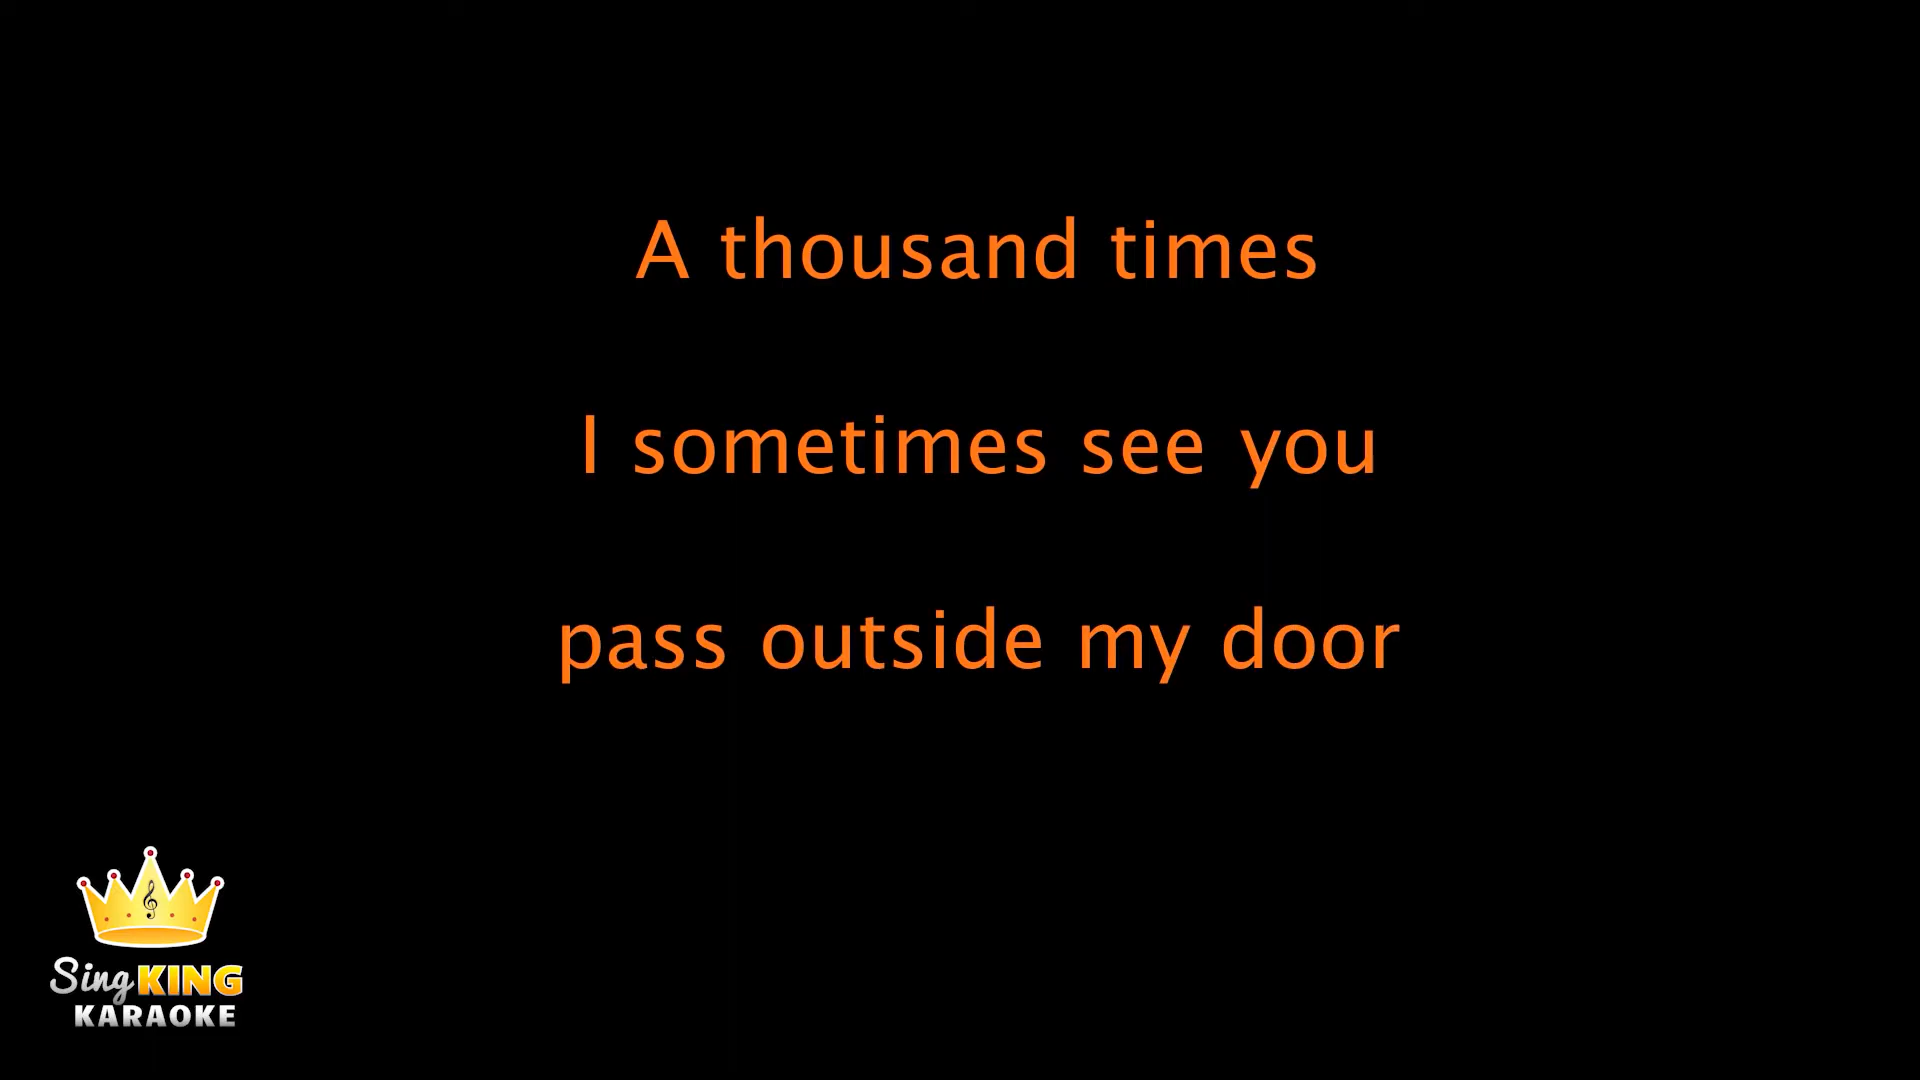 A thousand times
I sometimes see you
pass outside my door
Sing KING
KARAOKE